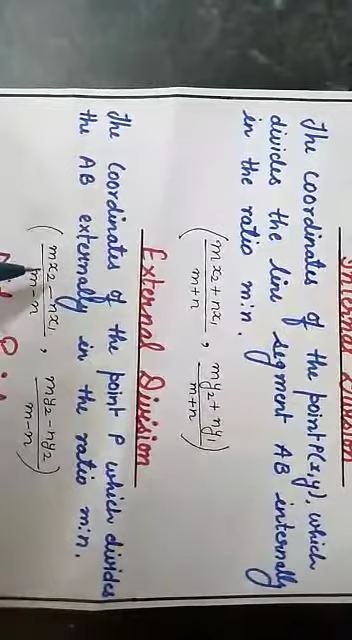 Internal Division
The coordinates of the point P(x,y), which
divides the line segment AB internally
in the ratio m:n.
( mx₂+nx₁ / m+n , my₂+ny₁ / m+n )
External Division
The coordinates of the point P which divides
the AB externally in the ratio m:n.
( mx₂-nx₁ / m-n , my₂-ny₂ / m-n )